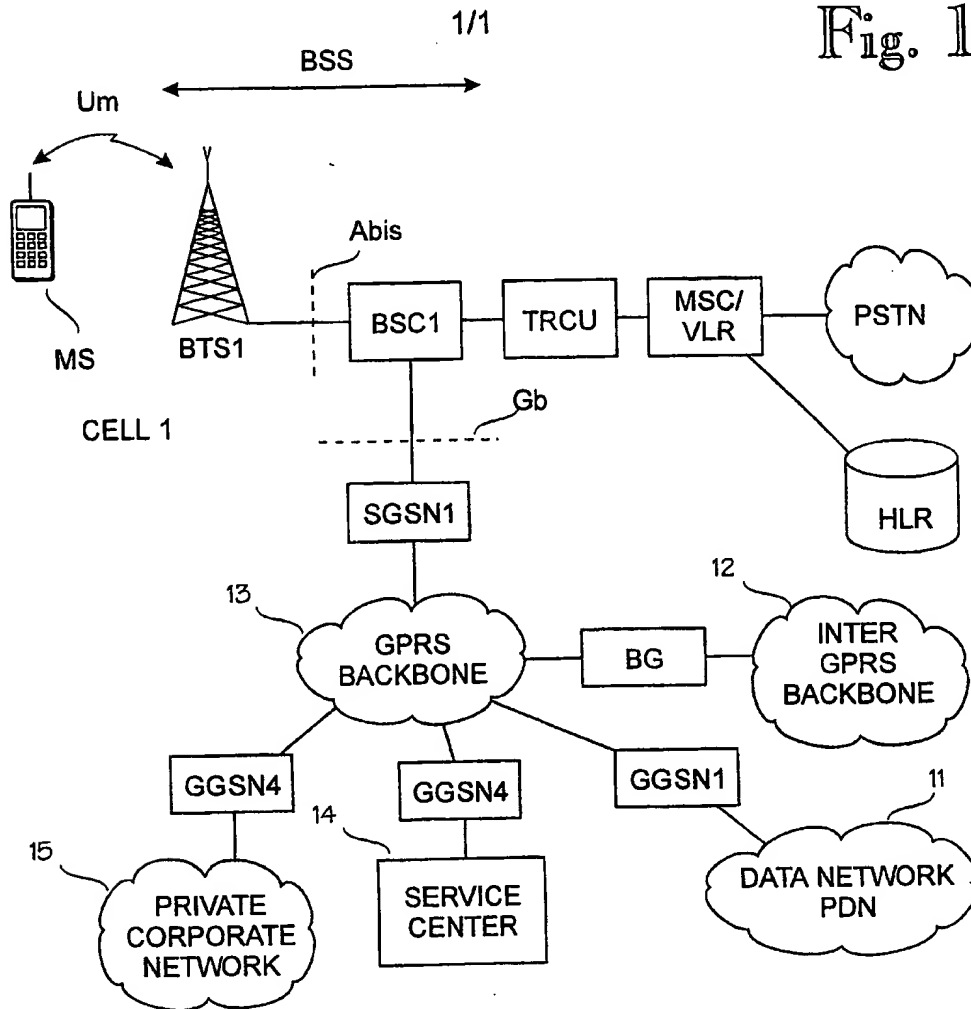 1/1
Fig. 1
BSS
Um
Abis
MS
BTS1
BSC1
TRCU
MSC/
VLR
PSTN
CELL 1
Gb
HLR
SGSN1
13
GPRS
BACKBONE
BG
12
INTER
GPRS
BACKBONE
GGSN4
GGSN4
GGSN1
11
15
PRIVATE
CORPORATE
NETWORK
14
SERVICE
CENTER
DATA NETWORK
PDN